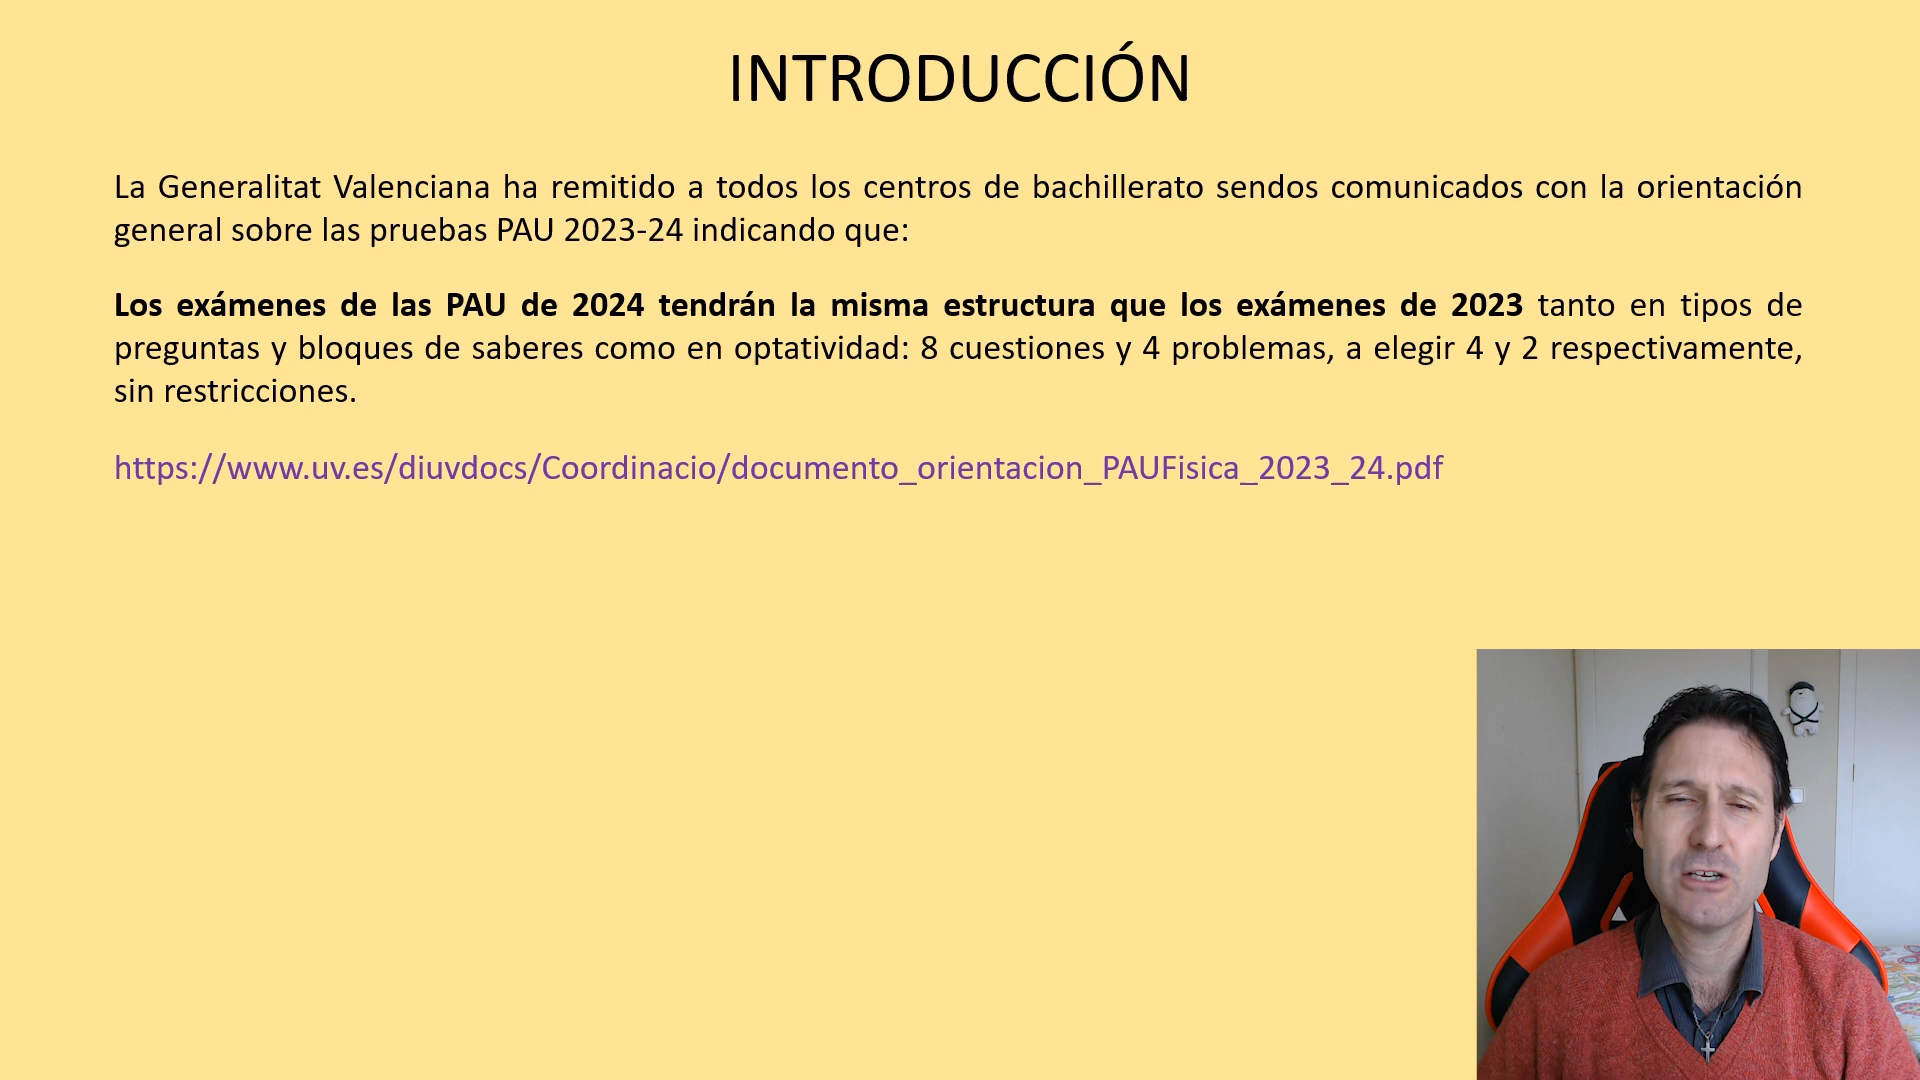 INTRODUCCIÓN
La Generalitat Valenciana ha remitido a todos los centros de bachillerato sendos comunicados con la orientación
general sobre las pruebas PAU 2023-24 indicando que:
Los exámenes de las PAU de 2024 tendrán la misma estructura que los exámenes de 2023 tanto en tipos de
preguntas y bloques de saberes como en optatividad: 8 cuestiones y 4 problemas, a elegir 4 y 2 respectivamente,
sin restricciones.
https://www.uv.es/diuvdocs/Coordinacio/documento_orientacion_PAUFisica_2023_24.pdf